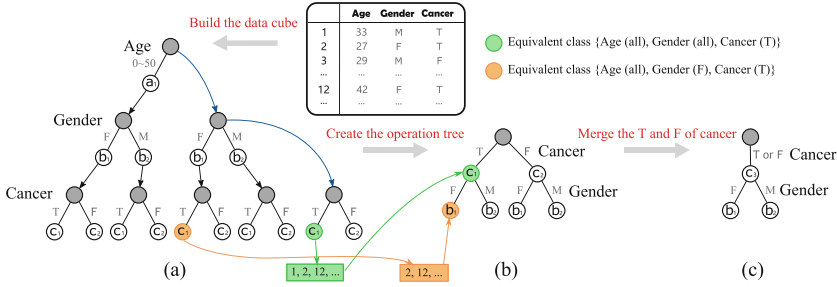 Build the data cube
Age Gender Cancer
1 33 M T
2 27 F T
3 29 M F
... ... ... ...
12 42 F T
... ... ... ...
Equivalent class {Age (all), Gender (all), Cancer (T)}
Equivalent class {Age (all), Gender (F), Cancer (T)}
Age
0~50
a₁
Gender
F M F M
b₁ b₂ b₁ b₂
Cancer
T F T F T F T F T F
c₁ c₂ c₁ c₂ c₁ c₂ c₁ c₂ c₁ c₂
1, 2, 12, ...
2, 12, ...
(a)
Create the operation tree
T F Cancer
c₁ c₂
F M F M Gender
b₁ b₂ b₁ b₂
(b)
Merge the T and F of cancer
T or F Cancer
c₃
F M Gender
b₁ b₂
(c)